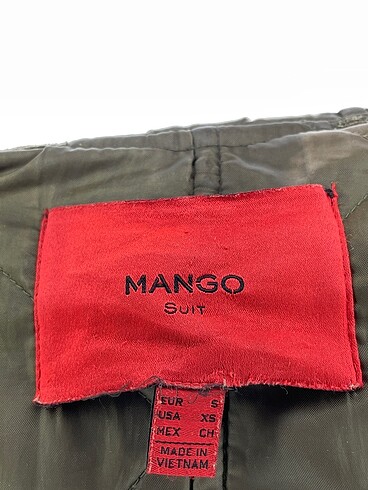 MANGO
SUIT
EUR S
USA XS
MEX CH
MADE IN
VIETNAM